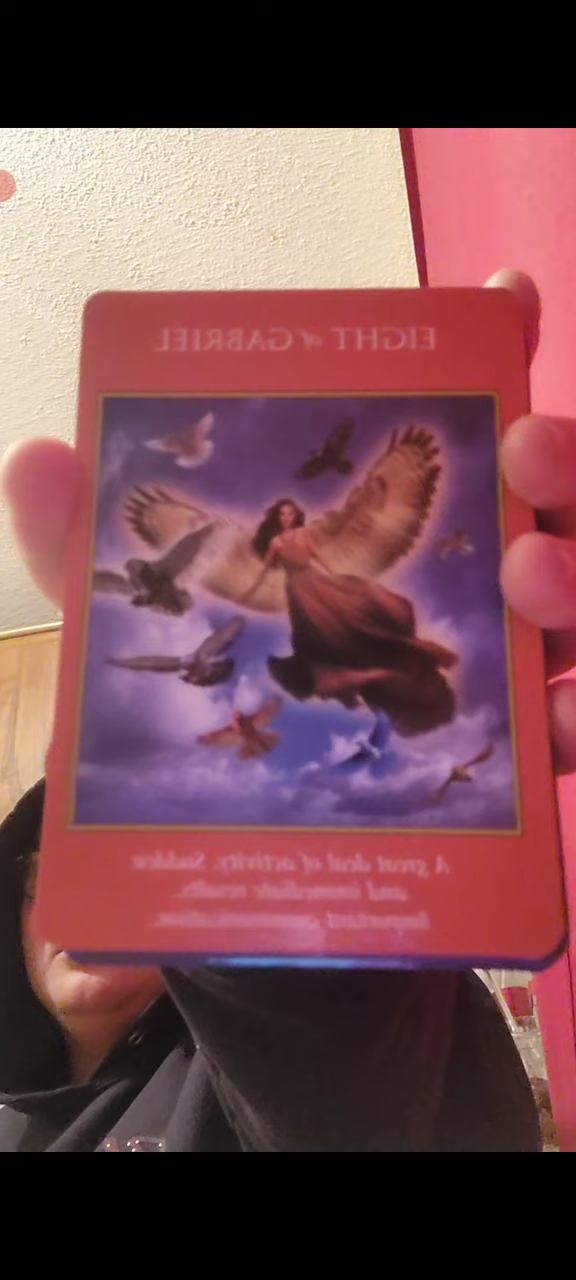 EIGHT of GABRIEL
A great deal of activity. Sudden
and immediate results.
Important communication.